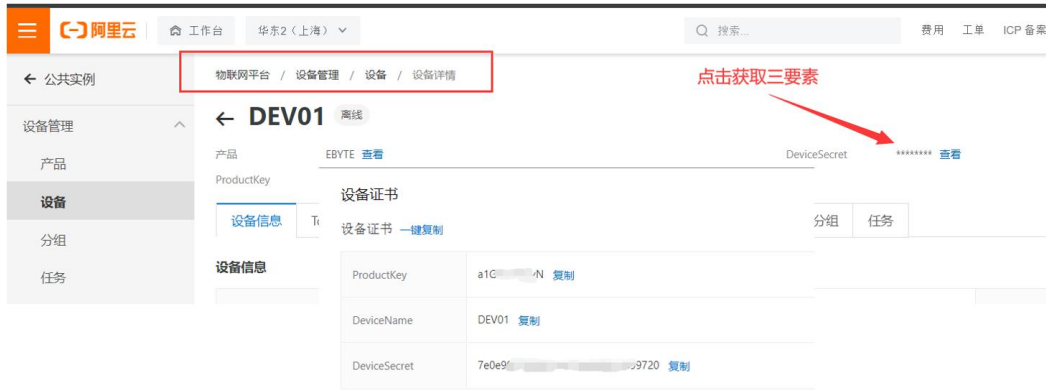 阿里云 工作台 华东2（上海） 搜索... 费用 工单 ICP 备案
公共实例 物联网平台 / 设备管理 / 设备 / 设备详情 点击获取三要素
设备管理 DEV01 离线
产品 产品 EBYTE 查看 DeviceSecret ******** 查看
ProductKey
设备 设备证书
设备信息 设备证书 一键复制 分组 任务
分组
任务 设备信息 ProductKey a1G N 复制
DeviceName DEV01 复制
DeviceSecret 7e0e9 9720 复制